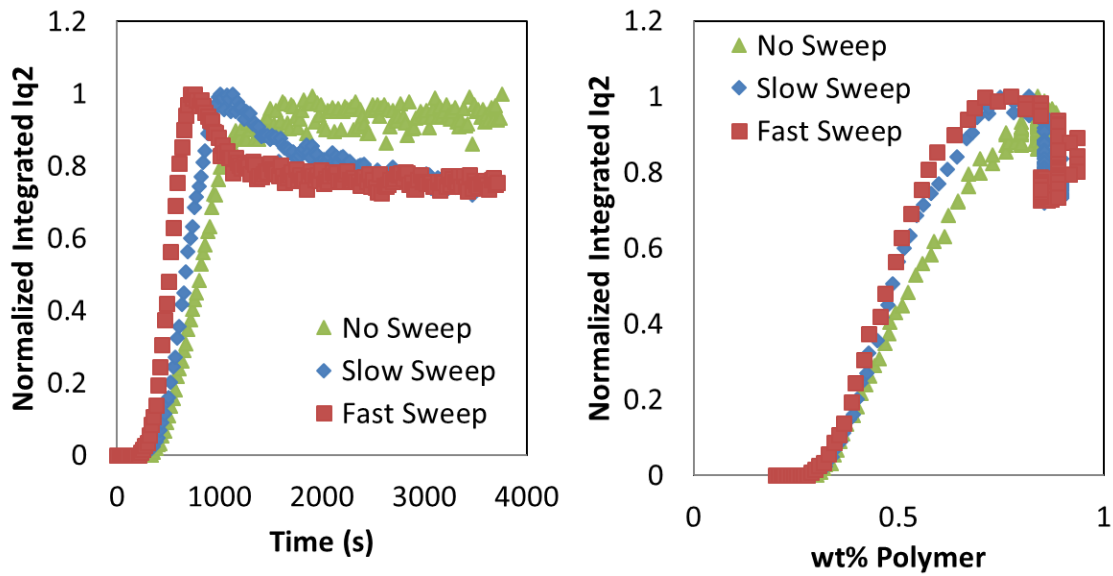 Normalized Integrated Iq2
1.2
1
0.8
0.6
0.4
0.2
0
No Sweep
Slow Sweep
Fast Sweep
0 1000 2000 3000 4000
Time (s)
Normalized Integrated Iq2
1.2
1
0.8
0.6
0.4
0.2
0
No Sweep
Slow Sweep
Fast Sweep
0 0.5 1
wt% Polymer